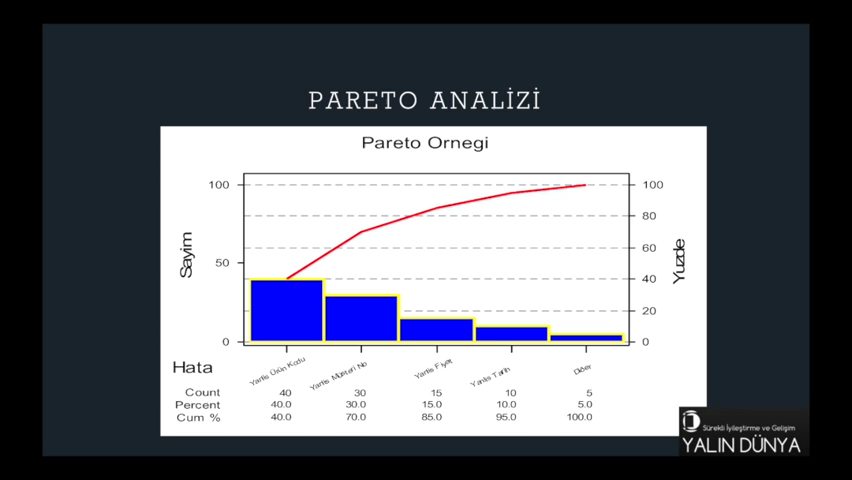 PARETO ANALİZİ
Pareto Ornegi
100
50
0
Sayim
100
80
60
40
20
0
Yuzde
Hata
Yanlis Ürün Kodu
Yanlis Müsteri No
Yanlis Fiyat
Yanlis Tarih
Diğer
Count 40 30 15 10 5
Percent 40.0 30.0 15.0 10.0 5.0
Cum % 40.0 70.0 85.0 95.0 100.0
Sürekli İyileştirme ve Gelişim
YALIN DÜNYA